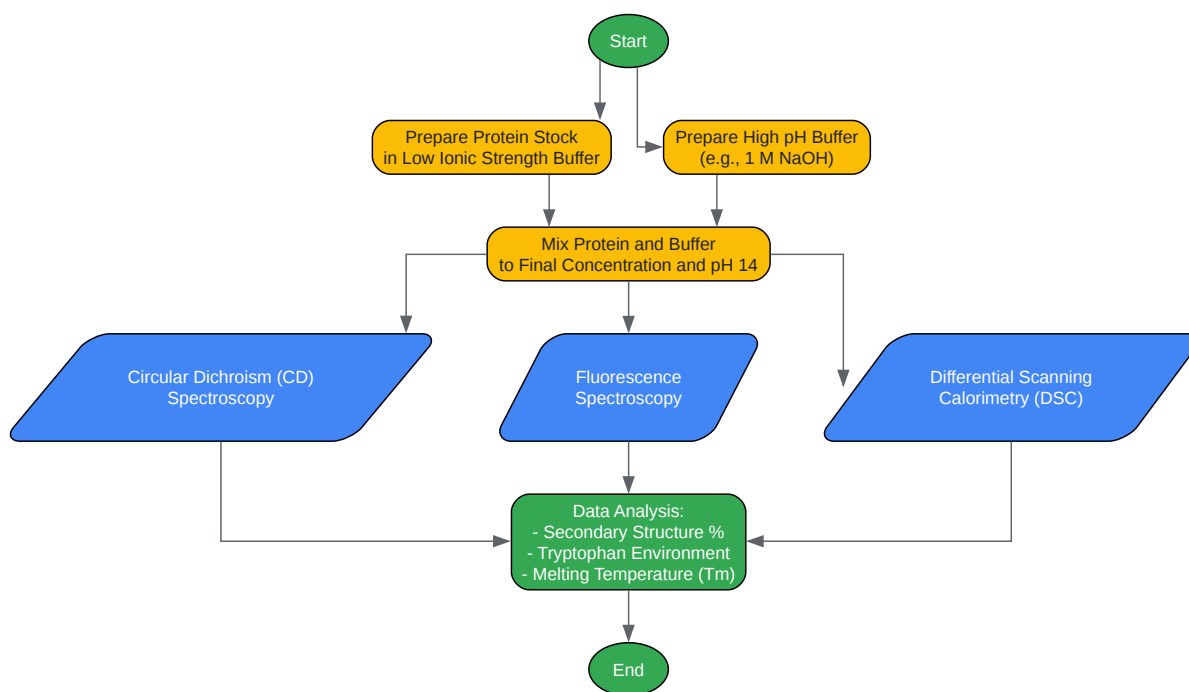 Start
Prepare Protein Stock
in Low Ionic Strength Buffer
Prepare High pH Buffer
(e.g., 1 M NaOH)
Mix Protein and Buffer
to Final Concentration and pH 14
Circular Dichroism (CD)
Spectroscopy
Fluorescence
Spectroscopy
Differential Scanning
Calorimetry (DSC)
Data Analysis:
- Secondary Structure %
- Tryptophan Environment
- Melting Temperature (Tm)
End